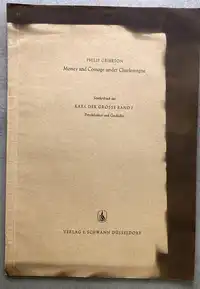 PHILIP GRIERSON
Money and Coinage under Charlemagne
Sonderdruck aus
KARL DER GROSSE BAND I
Persönlichkeit und Geschichte
VERLAG L. SCHWANN DÜSSELDORF